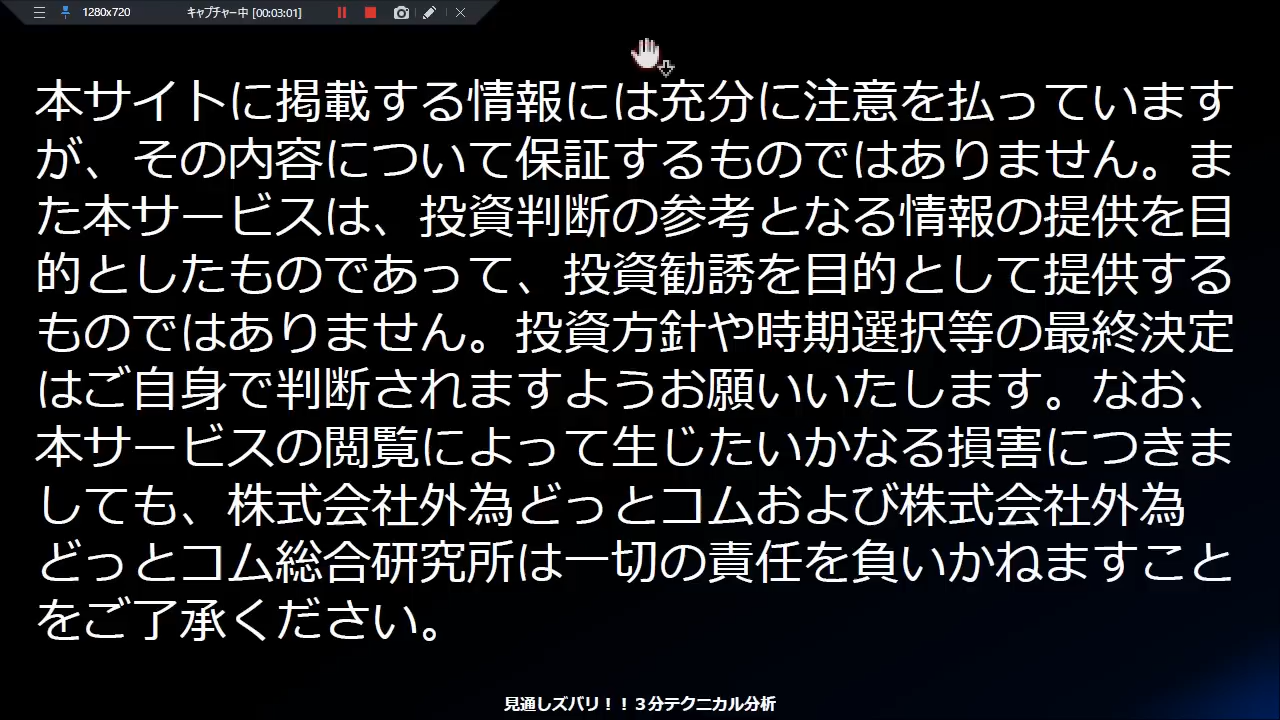 1280x720 キャプチャー中 [00:03:01]
本サイトに掲載する情報には充分に注意を払っています
が、その内容について保証するものではありません。ま
た本サービスは、投資判断の参考となる情報の提供を目
的としたものであって、投資勧誘を目的として提供する
ものではありません。投資方針や時期選択等の最終決定
はご自身で判断されますようお願いいたします。なお、
本サービスの閲覧によって生じたいかなる損害につきま
しても、株式会社外為どっとコムおよび株式会社外為
どっとコム総合研究所は一切の責任を負いかねますこと
をご了承ください。
見通しズバリ！！３分テクニカル分析